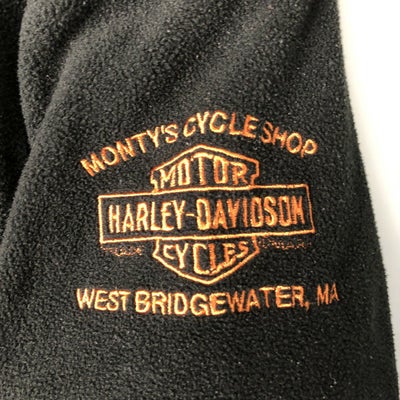 MONTY'S CYCLE SHOP
MOTOR
HARLEY-DAVIDSON
CYCLES
WEST BRIDGEWATER, MA